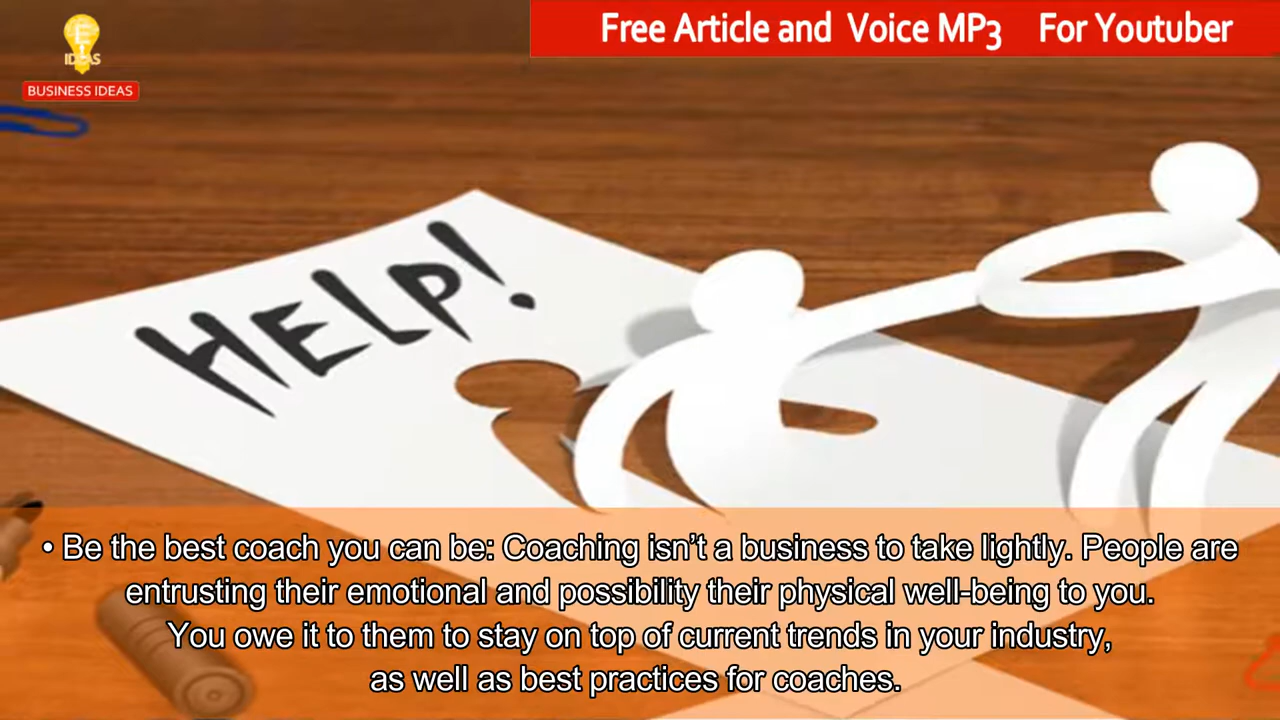 Free Article and Voice MP3 For Youtuber
E
IDEAS
BUSINESS IDEAS
HELP!
• Be the best coach you can be: Coaching isn't a business to take lightly. People are
entrusting their emotional and possibility their physical well-being to you.
You owe it to them to stay on top of current trends in your industry,
as well as best practices for coaches.